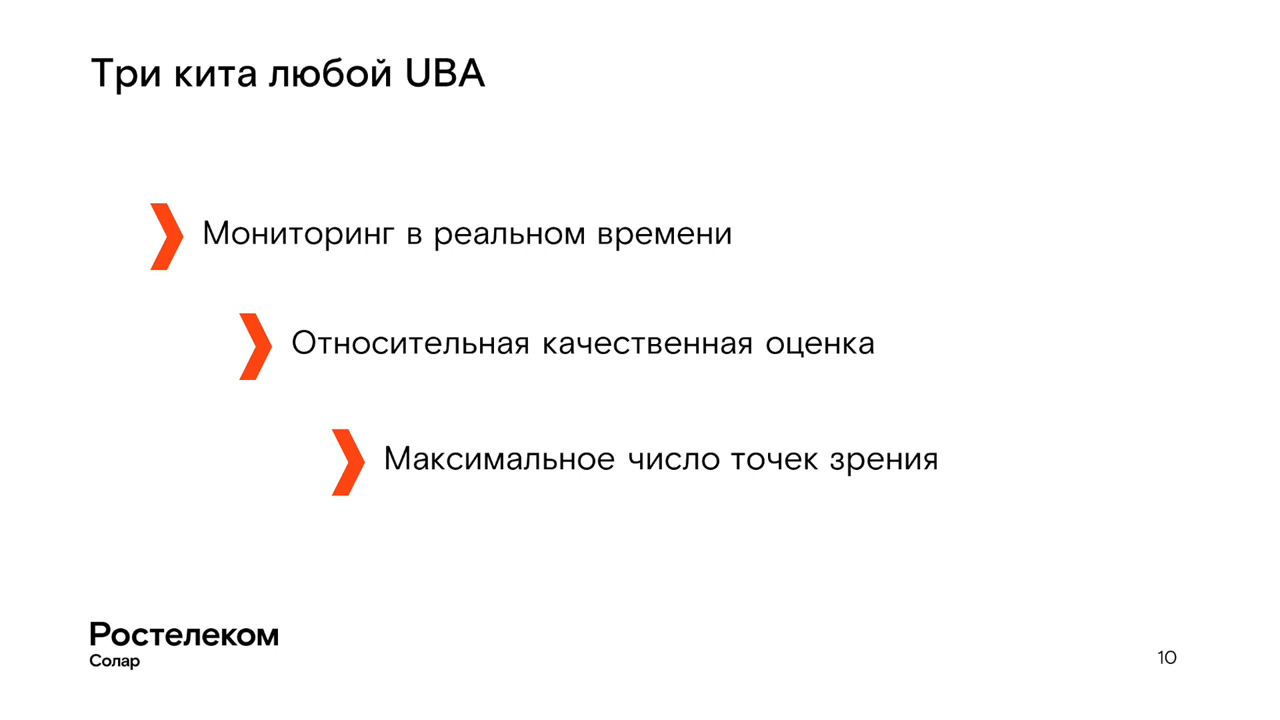 Три кита любой UBA
Мониторинг в реальном времени
Относительная качественная оценка
Максимальное число точек зрения
Ростелеком
Солар
10